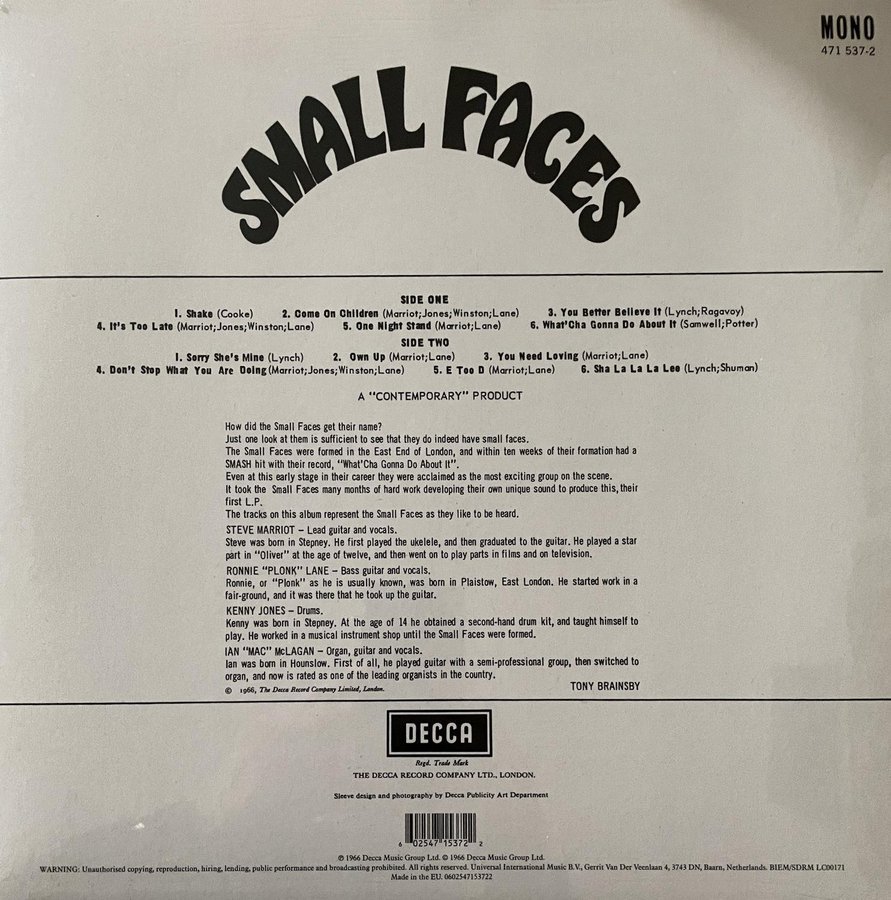 MONO
471 537-2
SMALL FACES
SIDE ONE
1. Shake (Cooke) 2. Come On Children (Marriot;Jones;Winston;Lane) 3. You Better Believe It (Lynch;Ragavoy)
4. It's Too Late (Marriot;Jones;Winston;Lane) 5. One Night Stand (Marriot;Lane) 6. What'Cha Gonna Do About It (Samwell;Potter)
SIDE TWO
1. Sorry She's Mine (Lynch) 2. Own Up (Marriot;Lane) 3. You Need Loving (Marriot;Lane)
4. Don't Stop What You Are Doing (Marriot;Jones;Winston;Lane) 5. E Too D (Marriot;Lane) 6. Sha La La La Lee (Lynch;Shuman)
A "CONTEMPORARY" PRODUCT
How did the Small Faces get their name?
Just one look at them is sufficient to see that they do indeed have small faces.
The Small Faces were formed in the East End of London, and within ten weeks of their formation had a
SMASH hit with their record, "What'Cha Gonna Do About It".
Even at this early stage in their career they were acclaimed as the most exciting group on the scene.
It took the Small Faces many months of hard work developing their own unique sound to produce this, their
first L.P.
The tracks on this album represent the Small Faces as they like to be heard.
STEVE MARRIOT – Lead guitar and vocals.
Steve was born in Stepney. He first played the ukelele, and then graduated to the guitar. He played a star
part in "Oliver" at the age of twelve, and then went on to play parts in films and on television.
RONNIE "PLONK" LANE – Bass guitar and vocals.
Ronnie, or "Plonk" as he is usually known, was born in Plaistow, East London. He started work in a
fair-ground, and it was there that he took up the guitar.
KENNY JONES – Drums.
Kenny was born in Stepney. At the age of 14 he obtained a second-hand drum kit, and taught himself to
play. He worked in a musical instrument shop until the Small Faces were formed.
IAN "MAC" McLAGAN – Organ, guitar and vocals.
Ian was born in Hounslow. First of all, he played guitar with a semi-professional group, then switched to
organ, and now is rated as one of the leading organists in the country.
© 1966, The Decca Record Company Limited, London. TONY BRAINSBY
DECCA
Regd. Trade Mark
THE DECCA RECORD COMPANY LTD., LONDON.
Sleeve design and photography by Decca Publicity Art Department
6 02547 15372 2
℗ 1966 Decca Music Group Ltd. © 1966 Decca Music Group Ltd.
WARNING: Unauthorised copying, reproduction, hiring, lending, public performance and broadcasting prohibited. All rights reserved. Universal International Music B.V., Gerrit Van Der Veenlaan 4, 3743 DN, Baarn, Netherlands. BIEM/SDRM LC00171
Made in the EU. 0602547153722